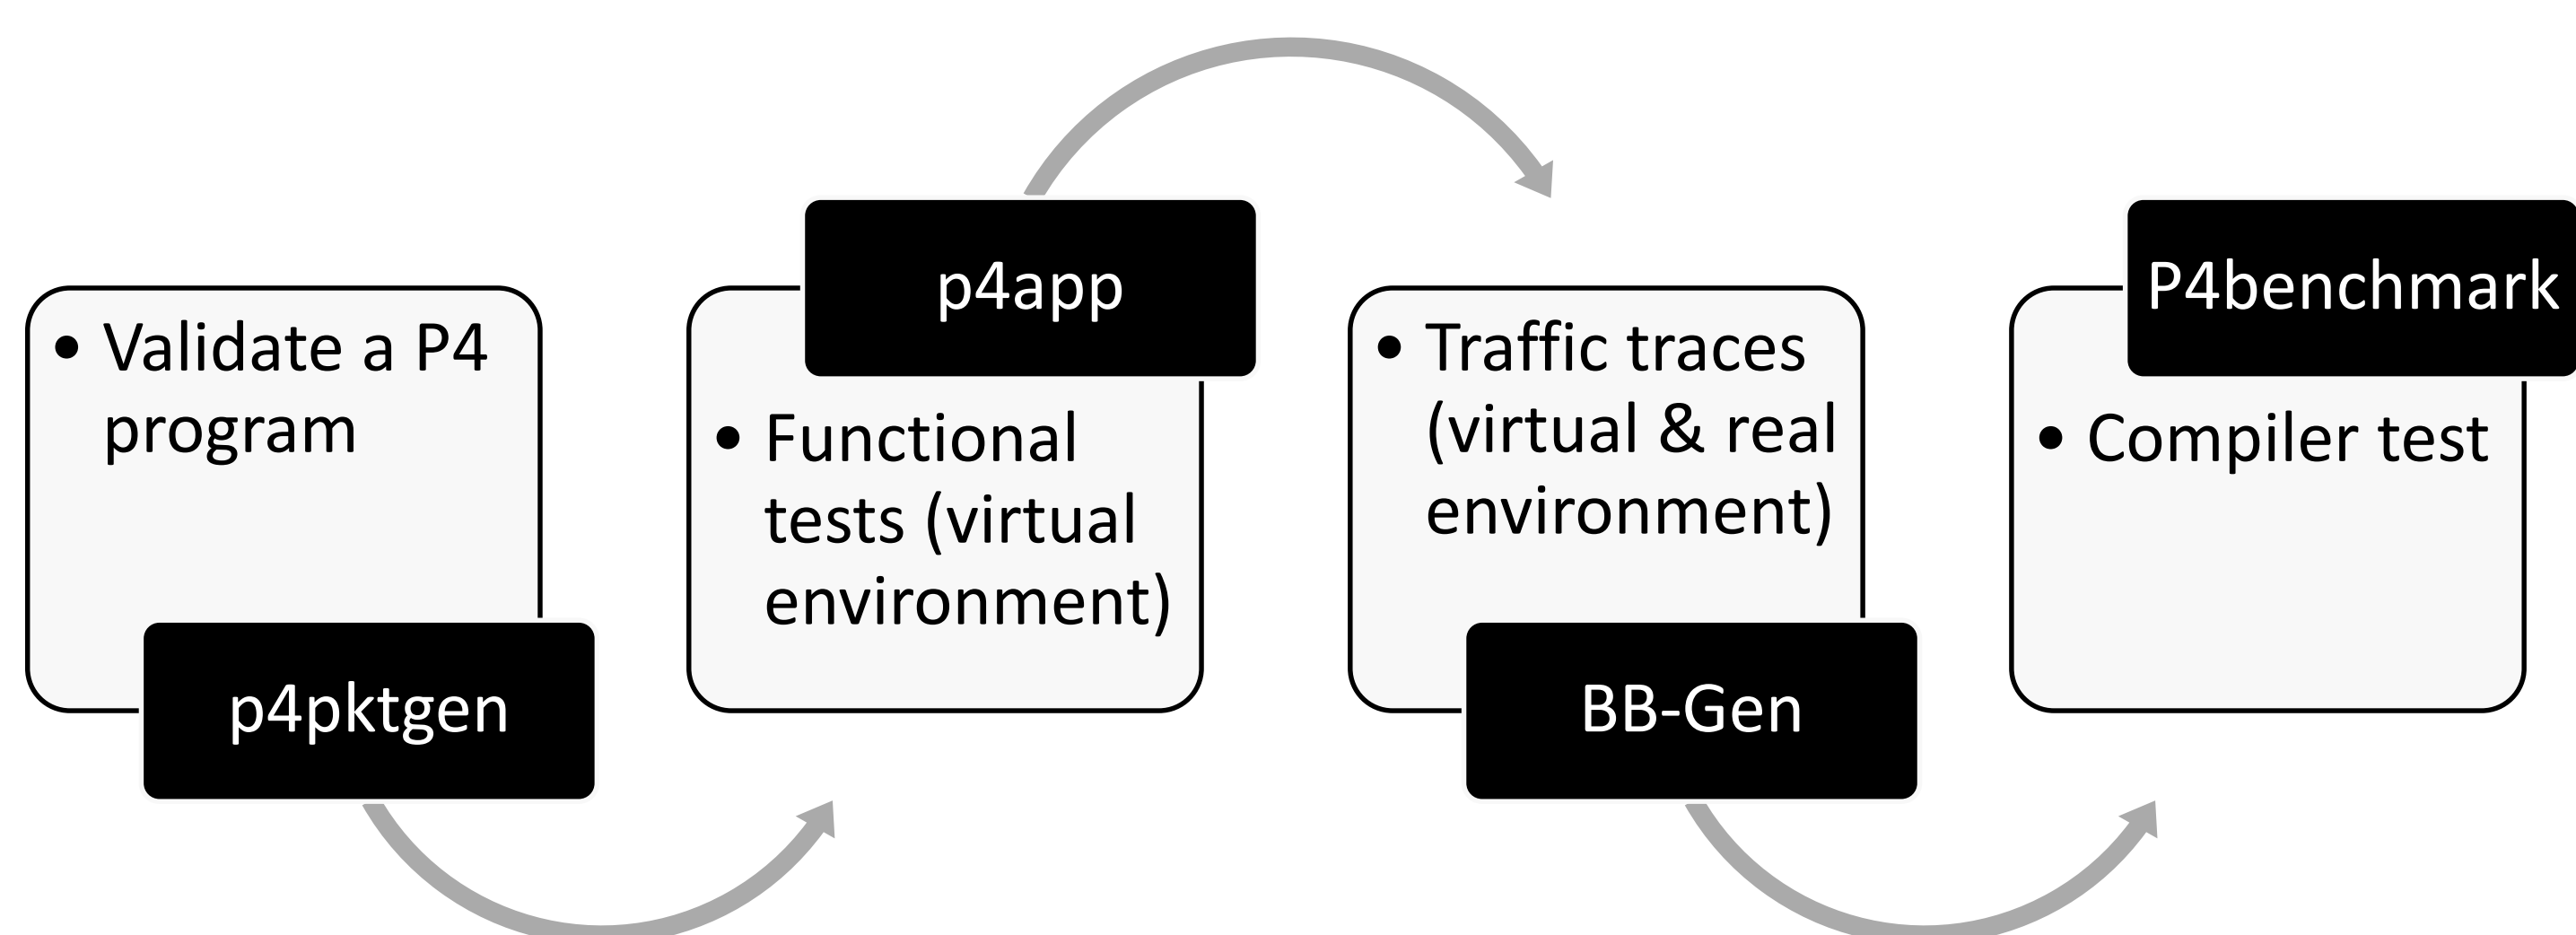 • Validate a P4
program
p4pktgen
p4app
• Functional
tests (virtual
environment)
• Traffic traces
(virtual & real
environment)
BB-Gen
P4benchmark
• Compiler test